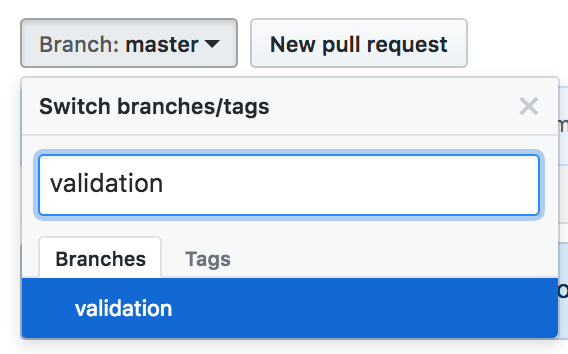 Branch: master
New pull request
Switch branches/tags
validation
Branches
Tags
validation